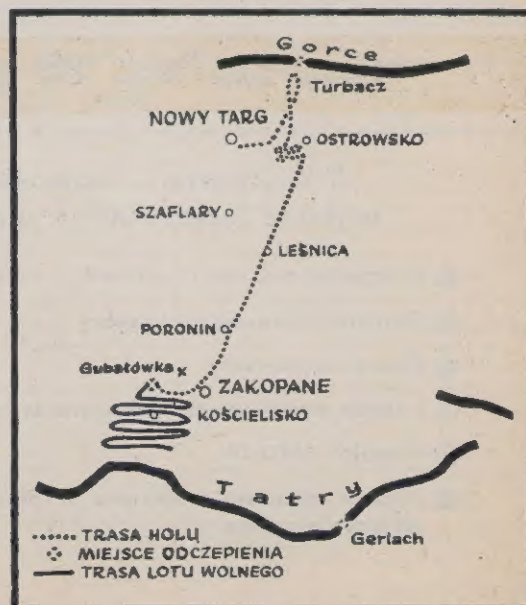 Gorce
Turbacz
NOWY TARG
OSTROWSKO
SZAFLARY
LEŚNICA
PORONIN
Gubałówka
ZAKOPANE
KOŚCIELISKO
Tatry
Gerlach
TRASA HOLU
MIEJSCE ODCZEPIENIA
TRASA LOTU WOLNEGO